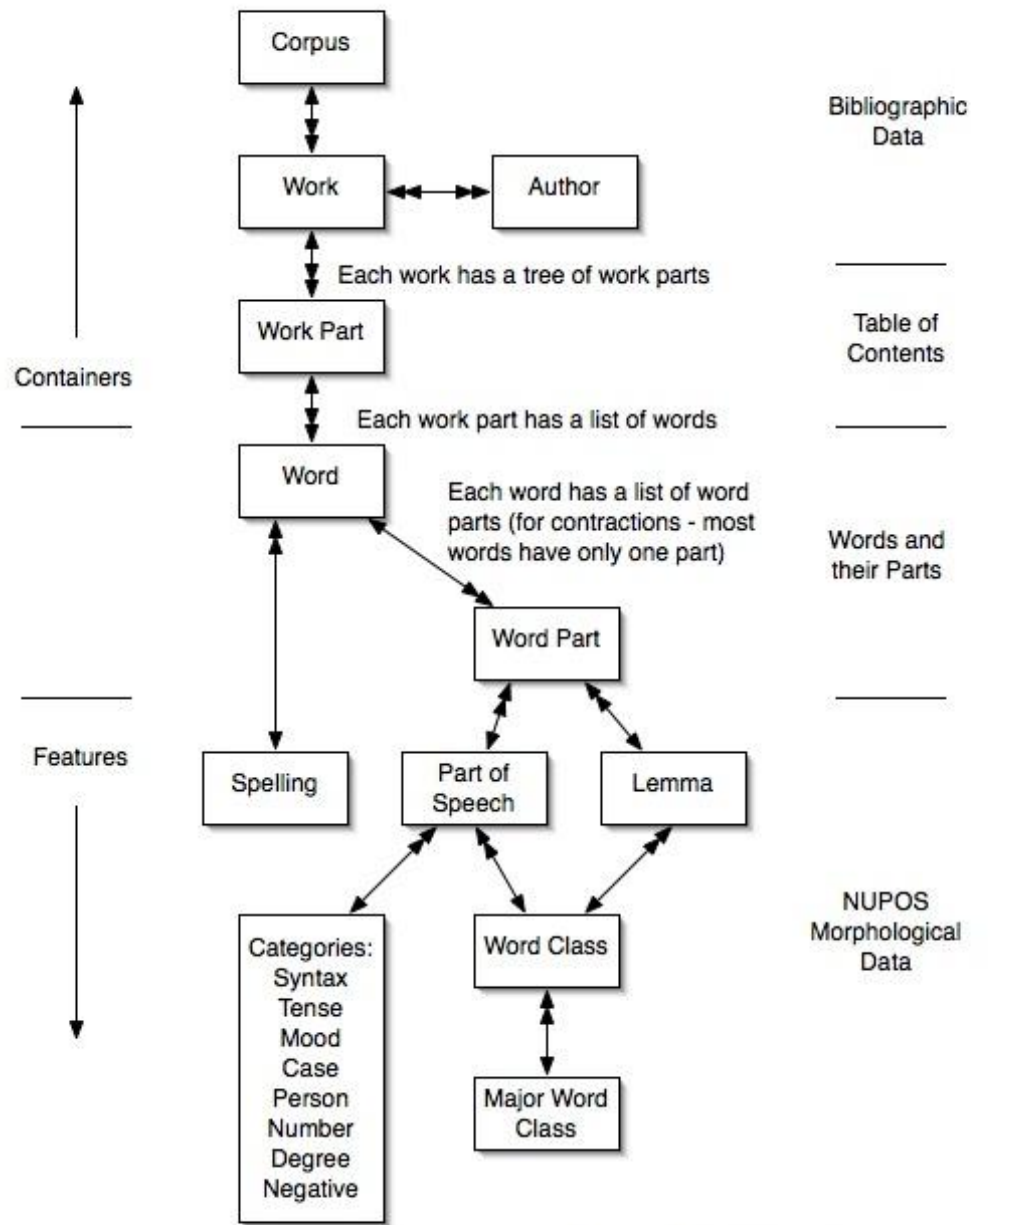 Corpus
Bibliographic
Data
Work
Author
Each work has a tree of work parts
Work Part
Table of
Contents
Containers
Each work part has a list of words
Word
Each word has a list of word
parts (for contractions - most
words have only one part)
Words and
their Parts
Word Part
Features
Spelling
Part of
Speech
Lemma
NUPOS
Morphological
Data
Categories:
Syntax
Tense
Mood
Case
Person
Number
Degree
Negative
Word Class
Major Word
Class